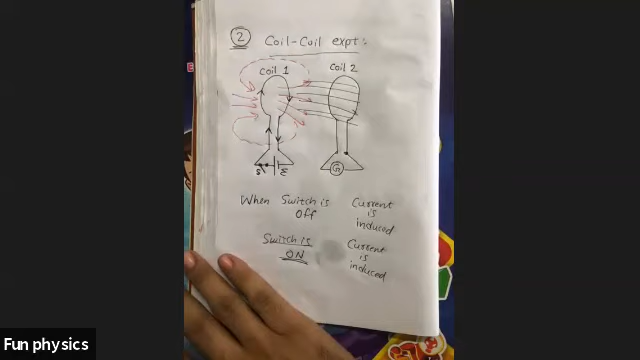 2 Coil-Coil expt:
Coil 1
Coil 2
S
E
G
When Switch is Current
off is
induced
Switch is Current
ON is
induced
Fun physics